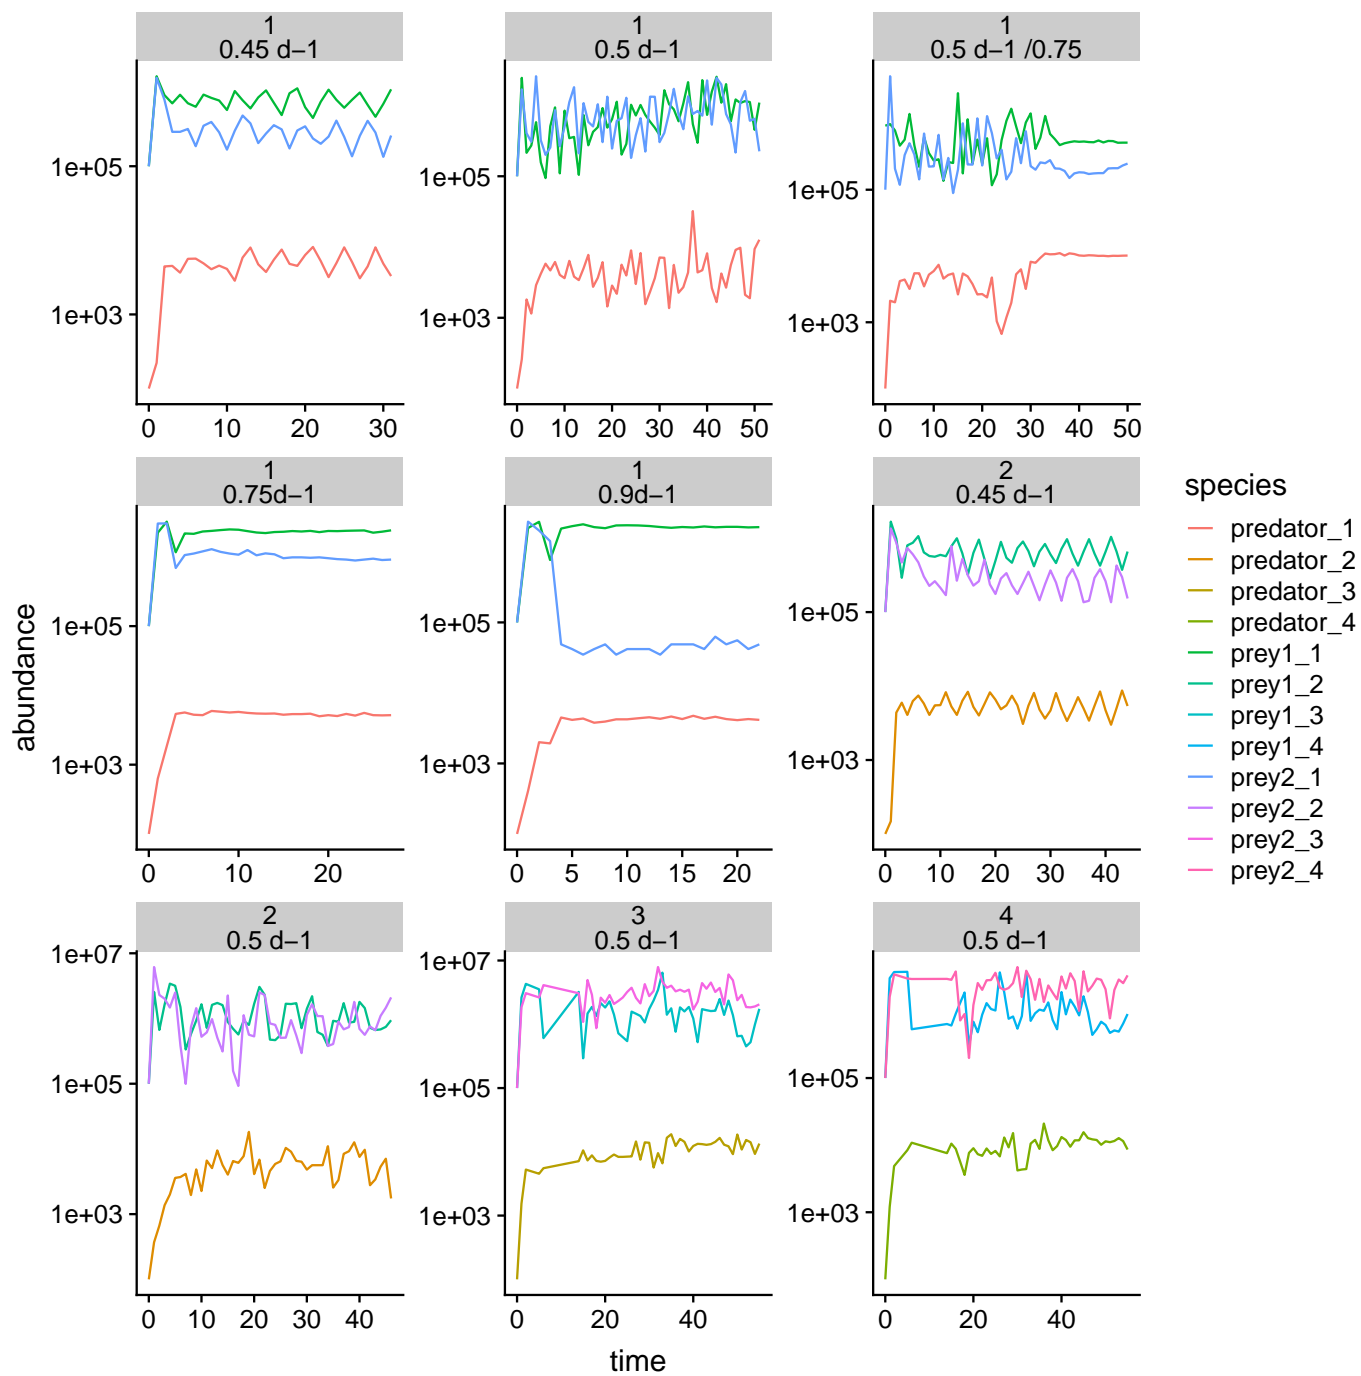 1
0.45 d−1
1
0.5 d−1
1
0.5 d−1 /0.75
1e+05
1e+03
0 10 20 30
1e+05
1e+03
0 10 20 30 40 50
1e+05
1e+03
0 10 20 30 40 50
1
0.75d−1
1
0.9d−1
2
0.45 d−1
1e+05
1e+03
0 10 20
1e+05
1e+03
0 5 10 15 20
1e+05
1e+03
0 10 20 30 40
2
0.5 d−1
3
0.5 d−1
4
0.5 d−1
1e+07
1e+05
1e+03
0 10 20 30 40
1e+07
1e+05
1e+03
0 20 40
1e+05
1e+03
0 20 40
abundance
time
species
predator_1
predator_2
predator_3
predator_4
prey1_1
prey1_2
prey1_3
prey1_4
prey2_1
prey2_2
prey2_3
prey2_4